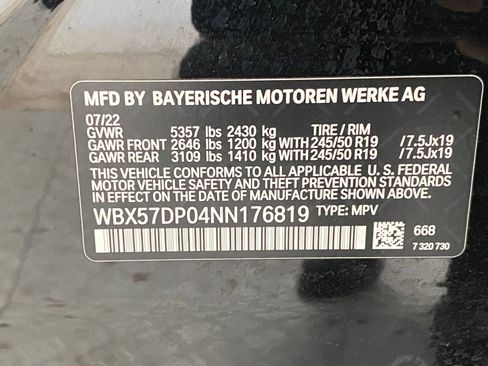 MFD BY BAYERISCHE MOTOREN WERKE AG
07/22
GVWR 5357 lbs 2430 kg TIRE / RIM
GAWR FRONT 2646 lbs 1200 kg WITH 245/50 R19 /7.5Jx19
GAWR REAR 3109 lbs 1410 kg WITH 245/50 R19 /7.5Jx19
THIS VEHICLE CONFORMS TO ALL APPLICABLE U. S. FEDERAL
MOTOR VEHICLE SAFETY, BUMPER AND THEFT PREVENTION STANDARDS
IN EFFECT ON THE DATE OF MANUFACTURE SHOWN ABOVE.
WBX57DP04NN176819 TYPE: MPV
668
7 320 730